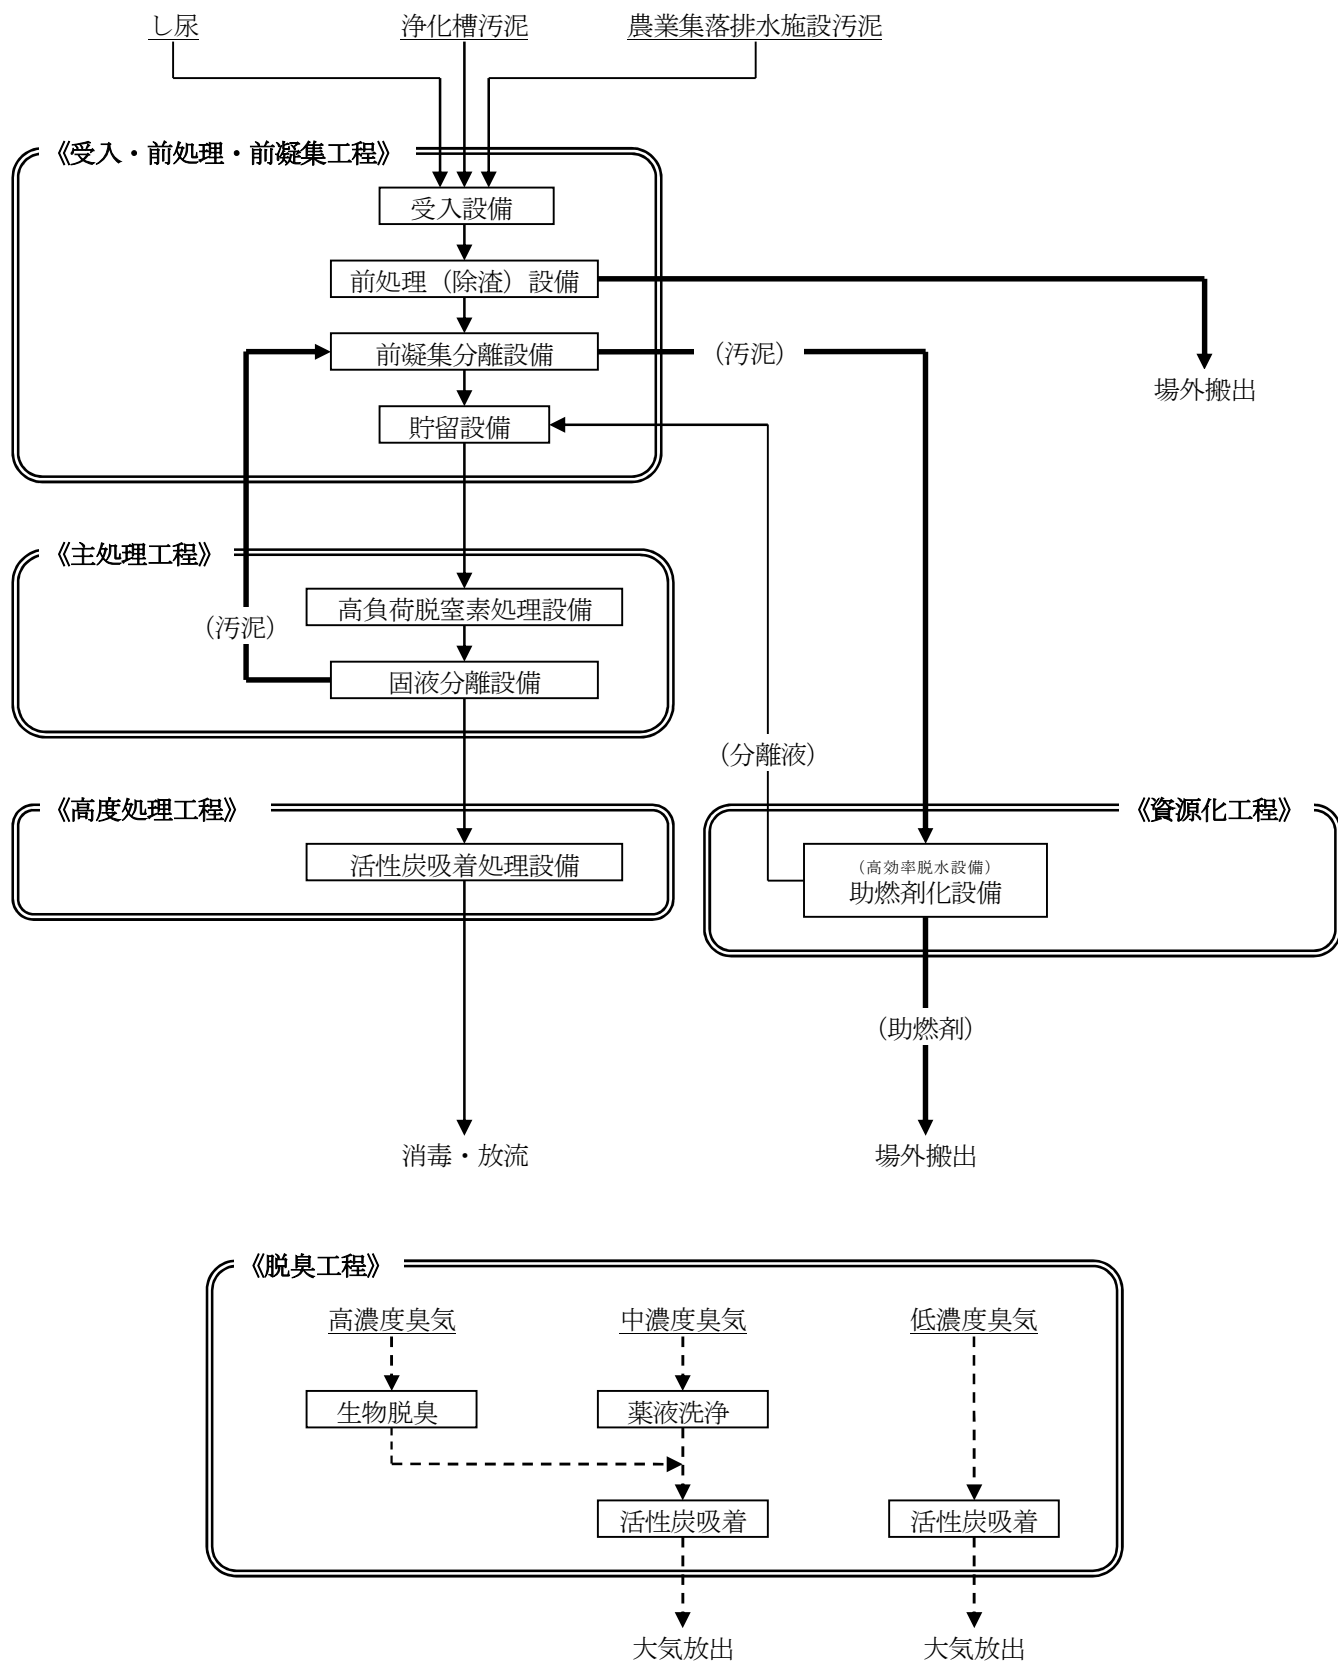 し尿
浄化槽汚泥
農業集落排水施設汚泥
《受入・前処理・前凝集工程》
受入設備
前処理（除渣）設備
前凝集分離設備
（汚泥）
場外搬出
貯留設備
《主処理工程》
高負荷脱窒素処理設備
（汚泥）
固液分離設備
（分離液）
《高度処理工程》
《資源化工程》
活性炭吸着処理設備
（高効率脱水設備）
助燃剤化設備
（助燃剤）
消毒・放流
場外搬出
《脱臭工程》
高濃度臭気
中濃度臭気
低濃度臭気
生物脱臭
薬液洗浄
活性炭吸着
活性炭吸着
大気放出
大気放出